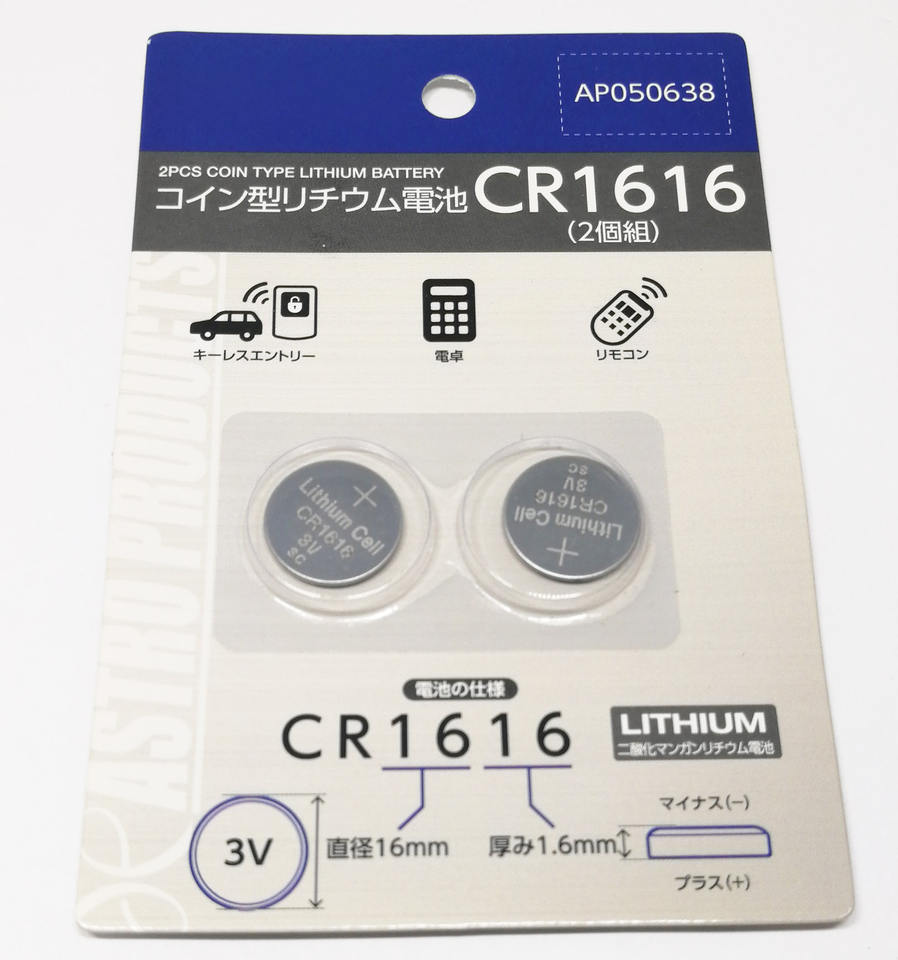 AP050638
2PCS COIN TYPE LITHIUM BATTERY
コイン型リチウム電池 CR1616
(2個組)
キーレスエントリー
電卓
リモコン
ASTRO PRODUCTS
+
Lithium Cell
CR1616
3V
SC
+
Lithium Cell
CR1616
3V
SC
電池の仕様
CR1616
LITHIUM
二酸化マンガンリチウム電池
3V
直径16mm
厚み1.6mm
マイナス(−)
プラス(+)